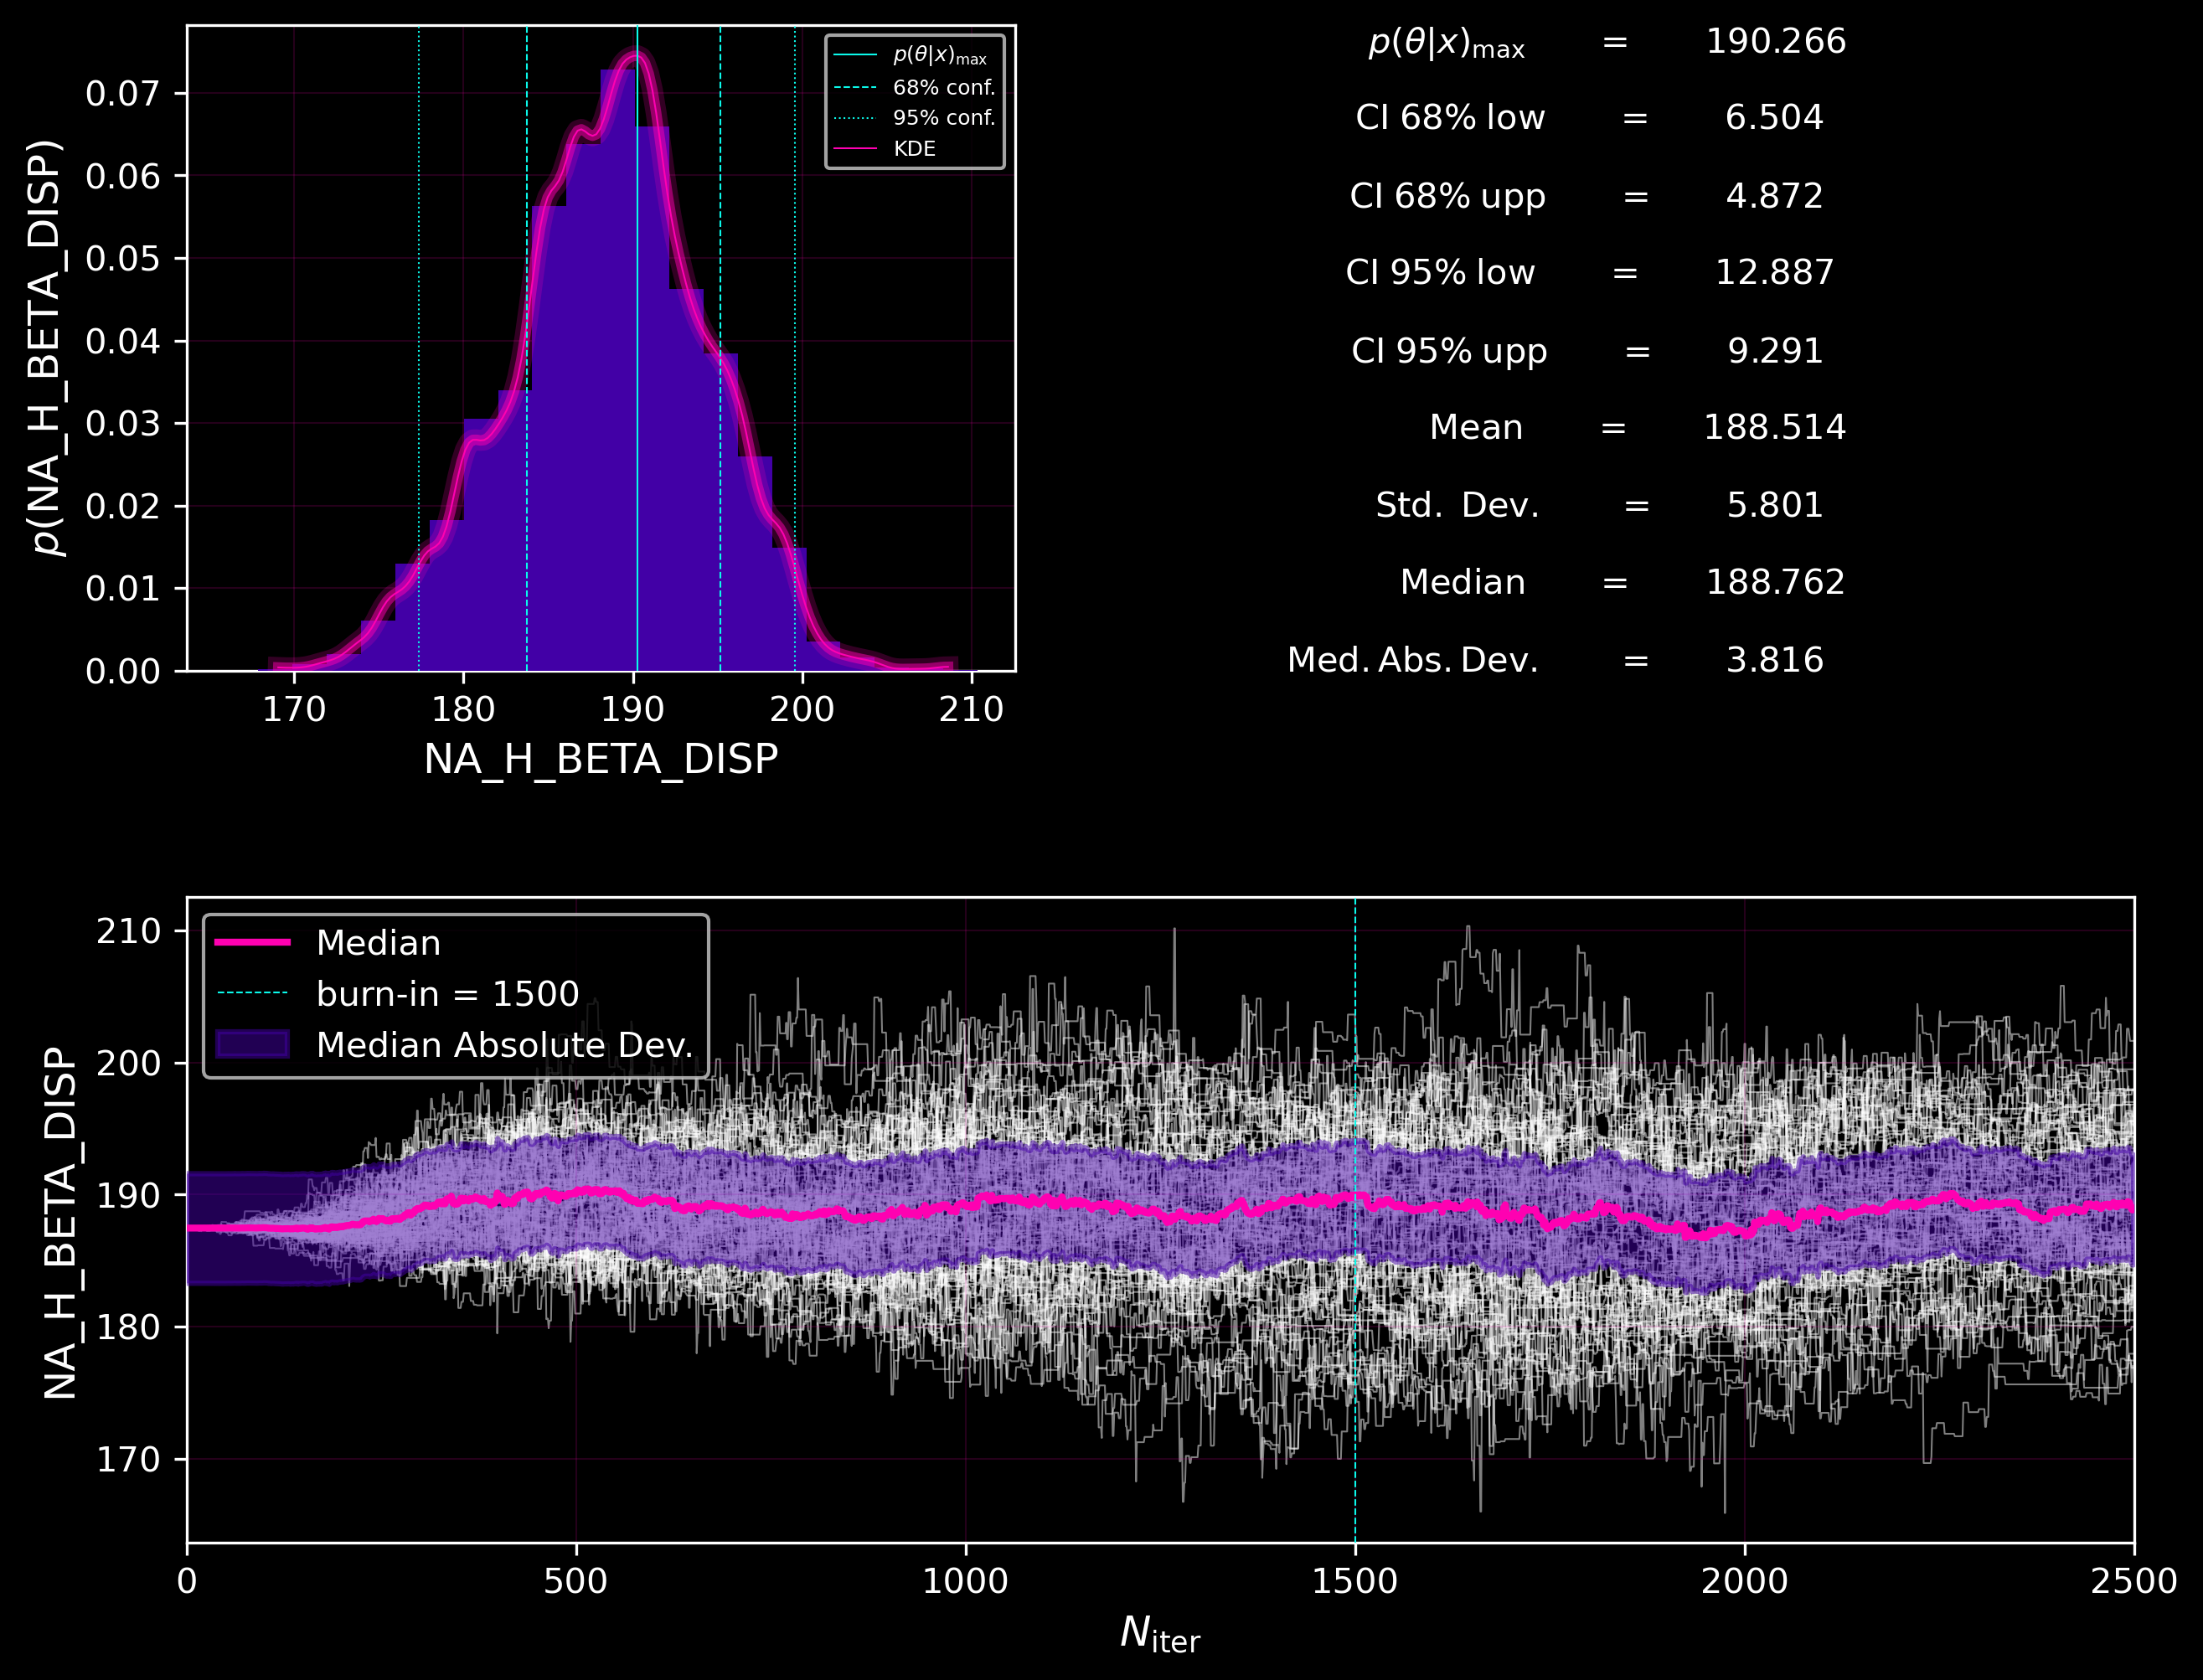 p(NA_H_BETA_DISP)
0.07
0.06
0.05
0.04
0.03
0.02
0.01
0.00
170 180 190 200 210
NA_H_BETA_DISP
p(θ|x)max
68% conf.
95% conf.
KDE
p(θ|x)max = 190.266
CI 68% low = 6.504
CI 68% upp = 4.872
CI 95% low = 12.887
CI 95% upp = 9.291
Mean = 188.514
Std. Dev. = 5.801
Median = 188.762
Med. Abs. Dev. = 3.816
NA_H_BETA_DISP
210
200
190
180
170
Median
burn-in = 1500
Median Absolute Dev.
0 500 1000 1500 2000 2500
Niter